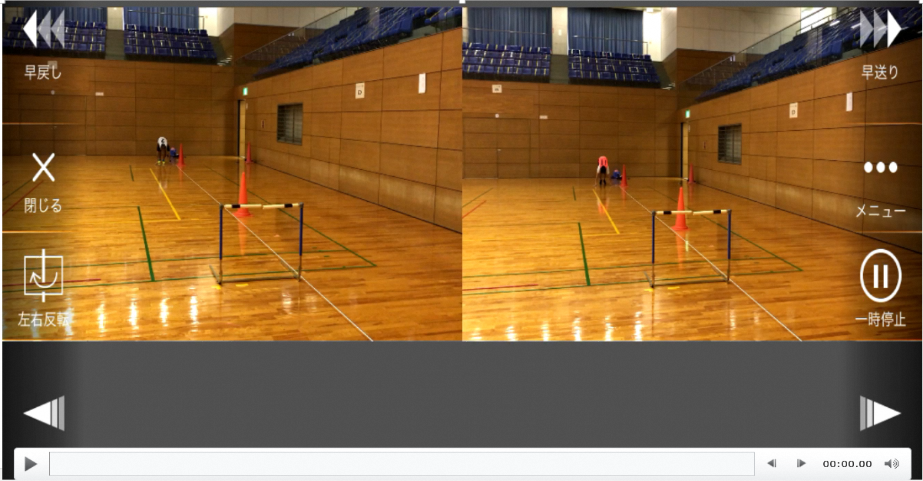 早戻し
早送り
閉じる
メニュー
左右反転
一時停止
00:00.00